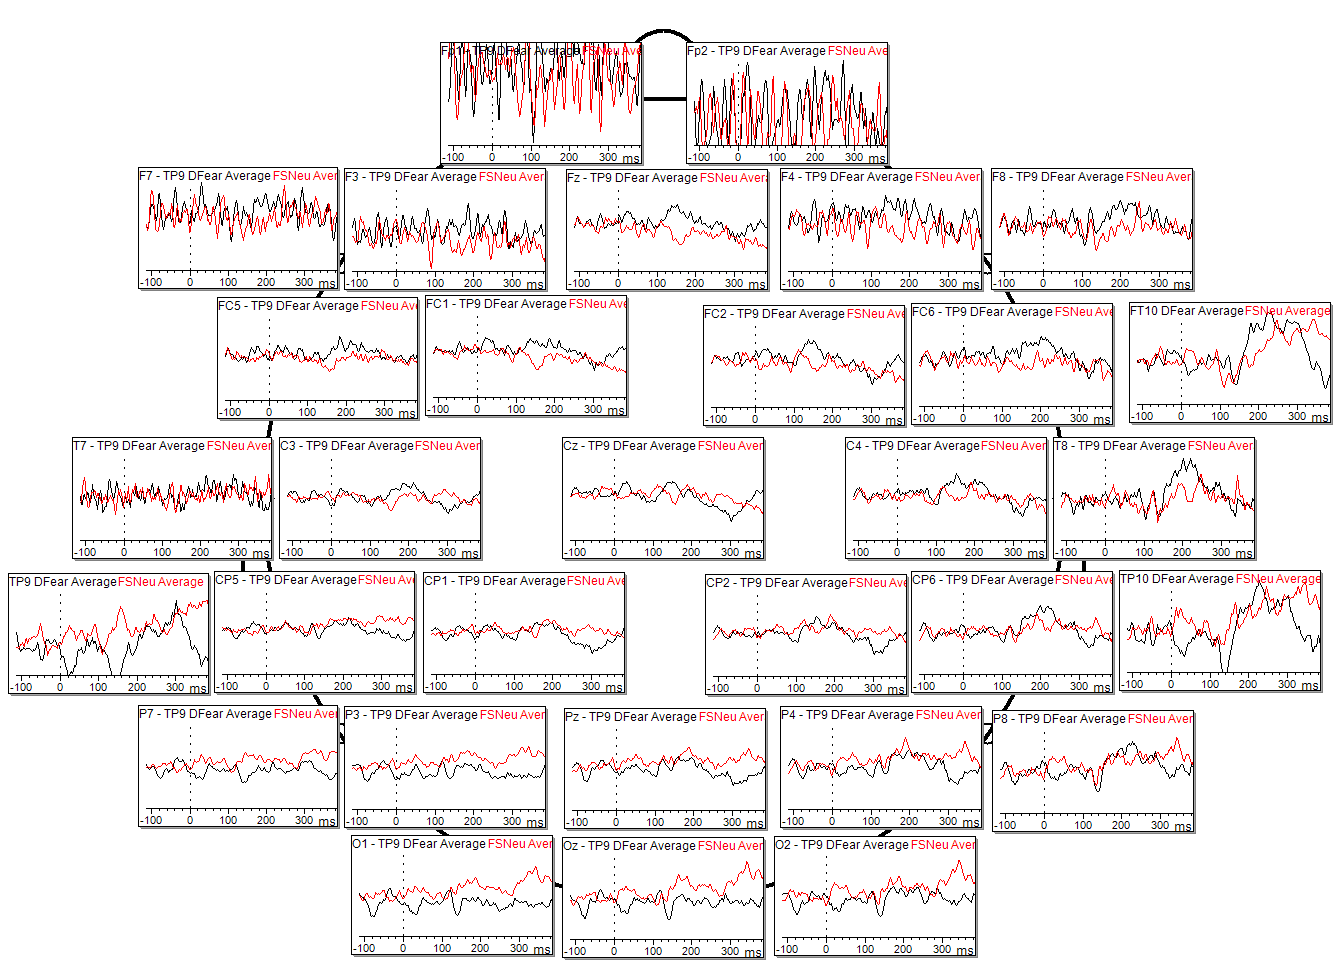 Fp1 - TP9 DFear Average FSNeu Ave
-100 0 100 200 300 ms
Fp2 - TP9 DFear Average FSNeu Ave
-100 0 100 200 300 ms
F7 - TP9 DFear Average FSNeu Aver
-100 0 100 200 300 ms
F3 - TP9 DFear Average FSNeu Aver
-100 0 100 200 300 ms
Fz - TP9 DFear Average FSNeu Avera
-100 0 100 200 300 ms
F4 - TP9 DFear Average FSNeu Aver
-100 0 100 200 300 ms
F8 - TP9 DFear Average FSNeu Aver
-100 0 100 200 300 ms
FC5 - TP9 DFear Average FSNeu Ave
-100 0 100 200 300 ms
FC1 - TP9 DFear Average FSNeu Ave
-100 0 100 200 300 ms
FC2 - TP9 DFear Average FSNeu Ave
-100 0 100 200 300 ms
FC6 - TP9 DFear Average FSNeu Ave
-100 0 100 200 300 ms
FT10 DFear Average FSNeu Average
-100 0 100 200 300 ms
T7 - TP9 DFear Average FSNeu Aver
-100 0 100 200 300 ms
C3 - TP9 DFear Average FSNeu Aver
-100 0 100 200 300 ms
Cz - TP9 DFear Average FSNeu Aver
-100 0 100 200 300 ms
C4 - TP9 DFear Average FSNeu Aver
-100 0 100 200 300 ms
T8 - TP9 DFear Average FSNeu Aver
-100 0 100 200 300 ms
TP9 DFear Average FSNeu Average
-100 0 100 200 300 ms
CP5 - TP9 DFear Average FSNeu Ave
-100 0 100 200 300 ms
CP1 - TP9 DFear Average FSNeu Ave
-100 0 100 200 300 ms
CP2 - TP9 DFear Average FSNeu Ave
-100 0 100 200 300 ms
CP6 - TP9 DFear Average FSNeu Ave
-100 0 100 200 300 ms
TP10 DFear Average FSNeu Average
-100 0 100 200 300 ms
P7 - TP9 DFear Average FSNeu Aver
-100 0 100 200 300 ms
P3 - TP9 DFear Average FSNeu Aver
-100 0 100 200 300 ms
Pz - TP9 DFear Average FSNeu Aver
-100 0 100 200 300 ms
P4 - TP9 DFear Average FSNeu Aver
-100 0 100 200 300 ms
P8 - TP9 DFear Average FSNeu Aver
-100 0 100 200 300 ms
O1 - TP9 DFear Average FSNeu Aver
-100 0 100 200 300 ms
Oz - TP9 DFear Average FSNeu Aver
-100 0 100 200 300 ms
O2 - TP9 DFear Average FSNeu Aver
-100 0 100 200 300 ms